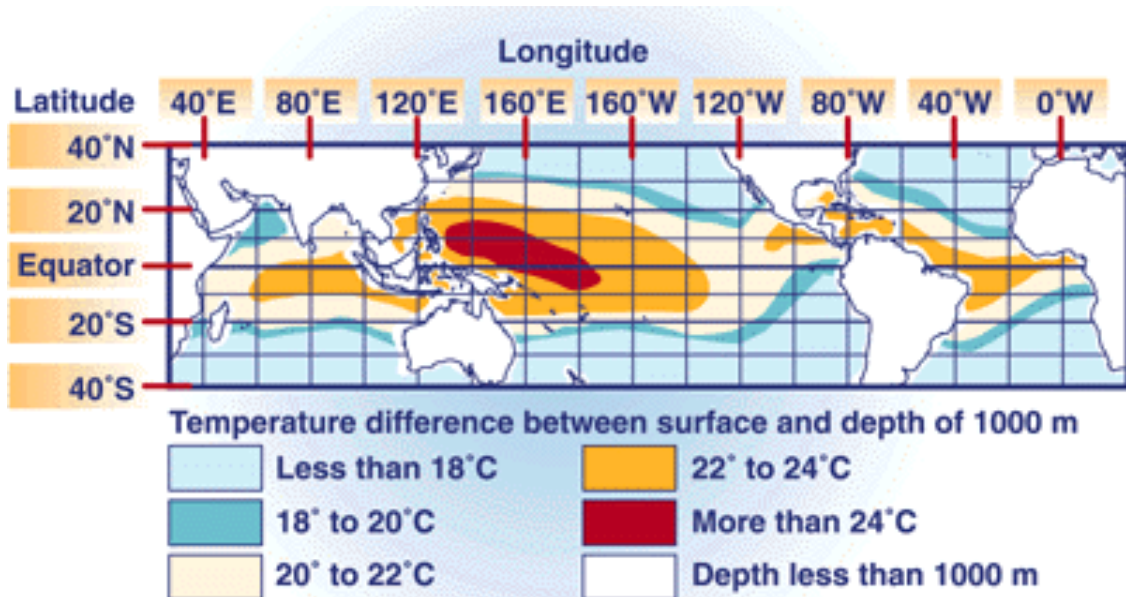 Longitude
Latitude 40˚E 80˚E 120˚E 160˚E 160˚W 120˚W 80˚W 40˚W 0˚W
40˚N
20˚N
Equator
20˚S
40˚S
Temperature difference between surface and depth of 1000 m
Less than 18˚C 22˚ to 24˚C
18˚ to 20˚C More than 24˚C
20˚ to 22˚C Depth less than 1000 m